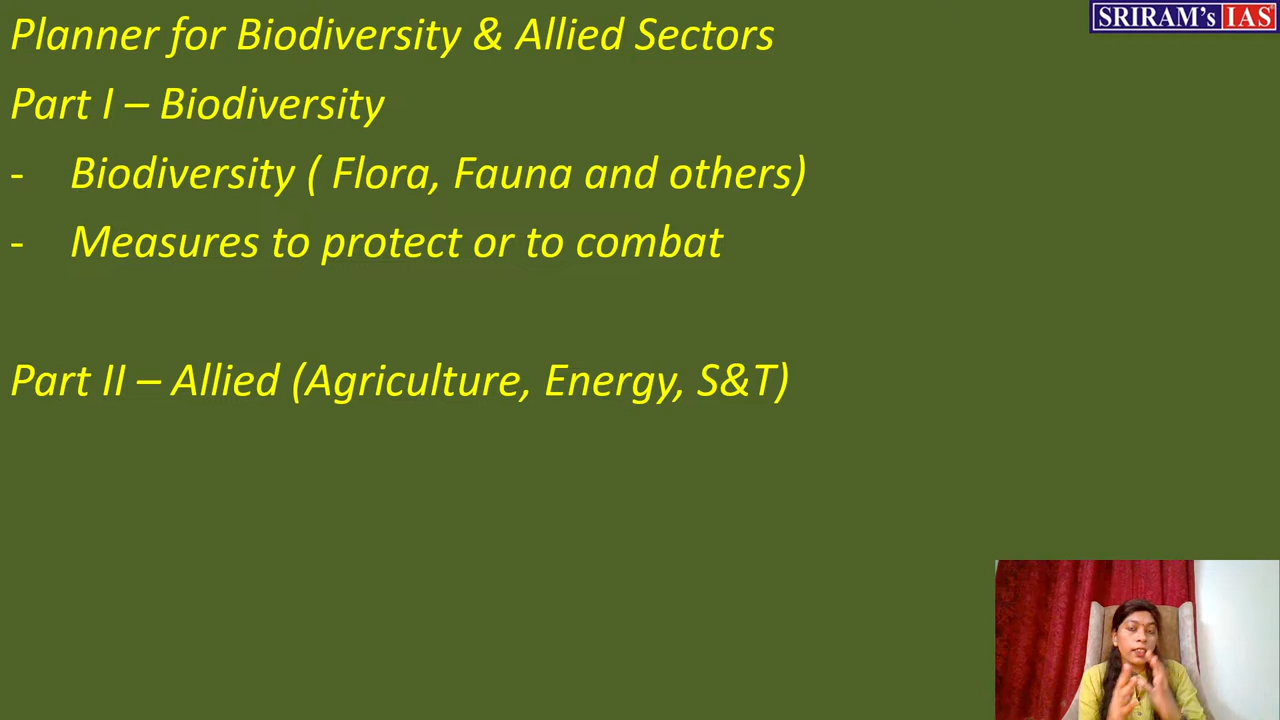 Planner for Biodiversity & Allied Sectors
SRIRAM's IAS
Part I – Biodiversity
- Biodiversity ( Flora, Fauna and others)
- Measures to protect or to combat
Part II – Allied (Agriculture, Energy, S&T)